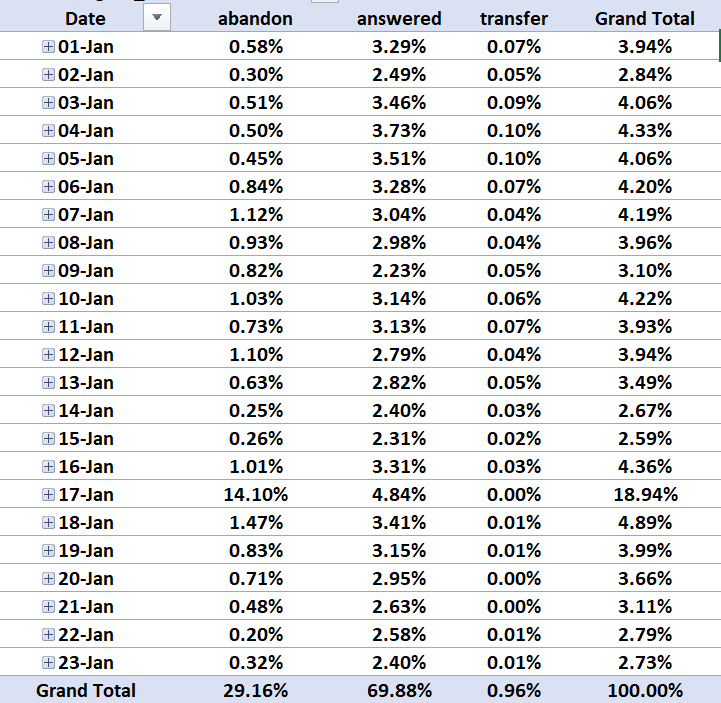 Date abandon answered transfer Grand Total
01-Jan 0.58% 3.29% 0.07% 3.94%
02-Jan 0.30% 2.49% 0.05% 2.84%
03-Jan 0.51% 3.46% 0.09% 4.06%
04-Jan 0.50% 3.73% 0.10% 4.33%
05-Jan 0.45% 3.51% 0.10% 4.06%
06-Jan 0.84% 3.28% 0.07% 4.20%
07-Jan 1.12% 3.04% 0.04% 4.19%
08-Jan 0.93% 2.98% 0.04% 3.96%
09-Jan 0.82% 2.23% 0.05% 3.10%
10-Jan 1.03% 3.14% 0.06% 4.22%
11-Jan 0.73% 3.13% 0.07% 3.93%
12-Jan 1.10% 2.79% 0.04% 3.94%
13-Jan 0.63% 2.82% 0.05% 3.49%
14-Jan 0.25% 2.40% 0.03% 2.67%
15-Jan 0.26% 2.31% 0.02% 2.59%
16-Jan 1.01% 3.31% 0.03% 4.36%
17-Jan 14.10% 4.84% 0.00% 18.94%
18-Jan 1.47% 3.41% 0.01% 4.89%
19-Jan 0.83% 3.15% 0.01% 3.99%
20-Jan 0.71% 2.95% 0.00% 3.66%
21-Jan 0.48% 2.63% 0.00% 3.11%
22-Jan 0.20% 2.58% 0.01% 2.79%
23-Jan 0.32% 2.40% 0.01% 2.73%
Grand Total 29.16% 69.88% 0.96% 100.00%